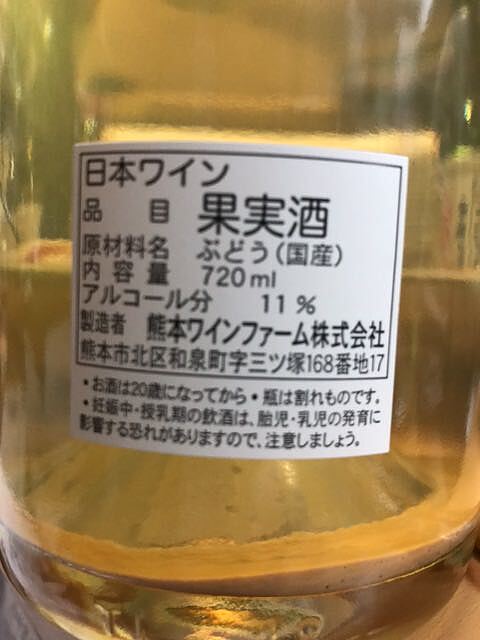 日本ワイン
品目 果実酒
原材料名 ぶどう(国産)
内容量 720ml
アルコール分 11%
製造者 熊本ワインファーム株式会社
熊本市北区和泉町字三ツ塚168番地17
•お酒は20歳になってから•瓶は割れものです。
•妊娠中・授乳期の飲酒は、胎児・乳児の発育に
影響する恐れがありますので、注意しましょう。